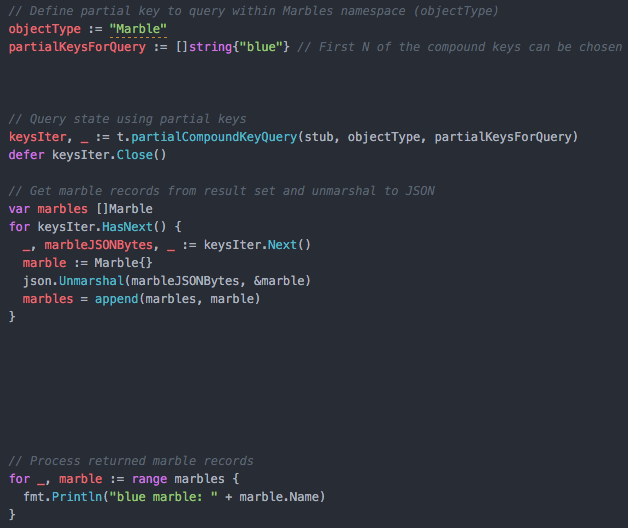 // Define partial key to query within Marbles namespace (objectType)
objectType := "Marble"
partialKeysForQuery := []string{"blue"} // First N of the compound keys can be chosen
// Query state using partial keys
keysIter, _ := t.partialCompoundKeyQuery(stub, objectType, partialKeysForQuery)
defer keysIter.Close()
// Get marble records from result set and unmarshal to JSON
var marbles []Marble
for keysIter.HasNext() {
  _, marbleJSONBytes, _ := keysIter.Next()
  marble := Marble{}
  json.Unmarshal(marbleJSONBytes, &marble)
  marbles = append(marbles, marble)
}
// Process returned marble records
for _, marble := range marbles {
  fmt.Println("blue marble: " + marble.Name)
}